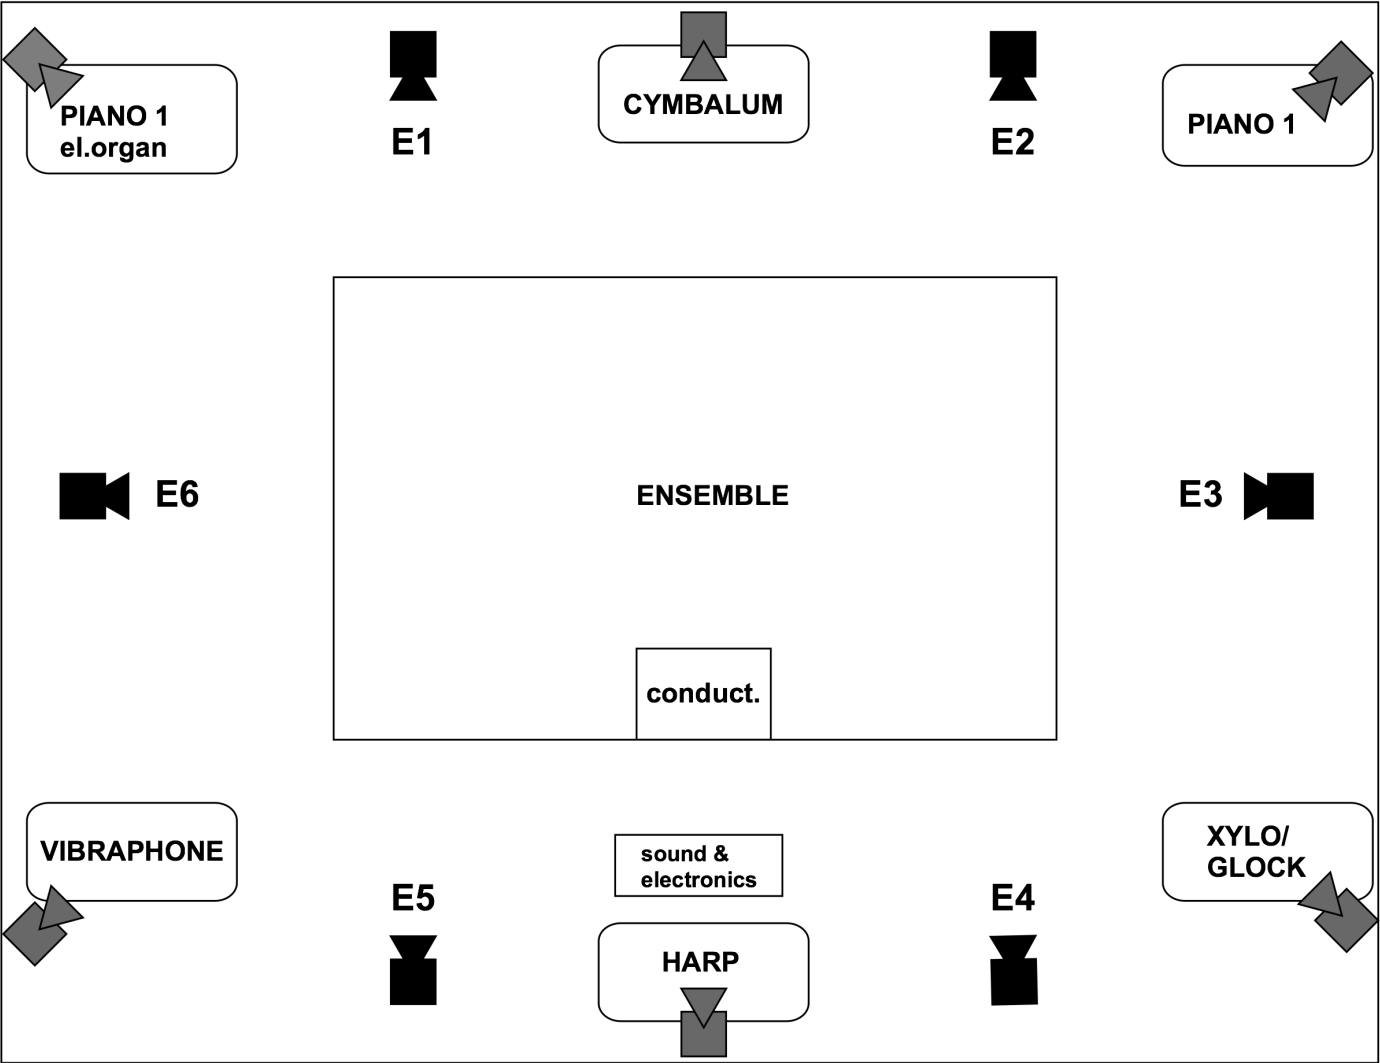 PIANO 1
el.organ
E1
CYMBALUM
E2
PIANO 1
E6
ENSEMBLE
E3
conduct.
VIBRAPHONE
sound &
electronics
XYLO/
GLOCK
E5
HARP
E4